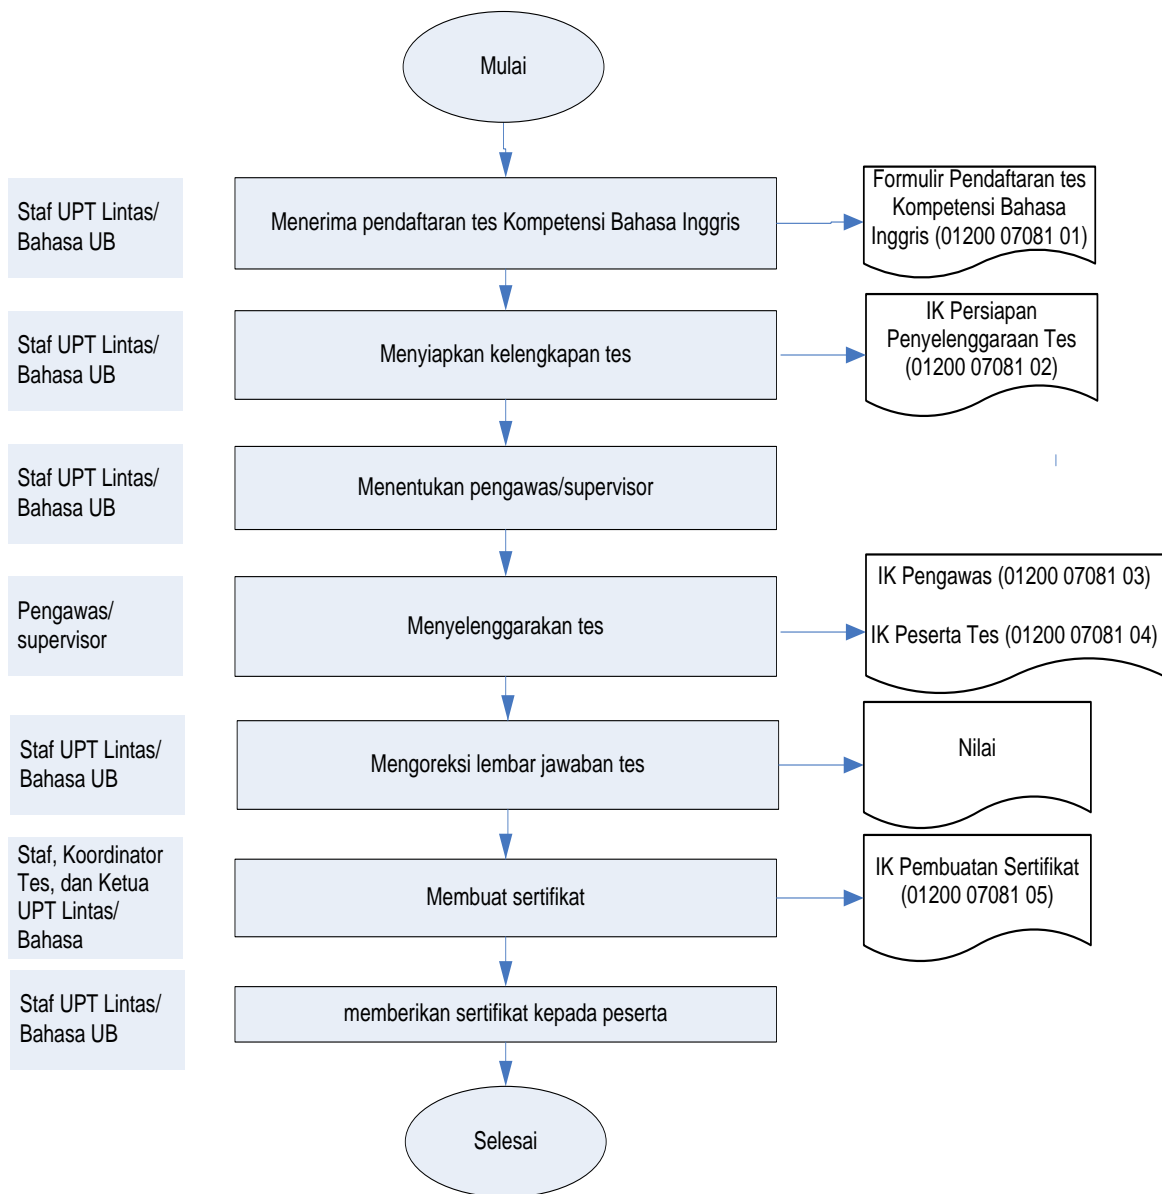 Mulai
Staf UPT Lintas/
Bahasa UB
Menerima pendaftaran tes Kompetensi Bahasa Inggris
Formulir Pendaftaran tes
Kompetensi Bahasa
Inggris (01200 07081 01)
Staf UPT Lintas/
Bahasa UB
Menyiapkan kelengkapan tes
IK Persiapan
Penyelenggaraan Tes
(01200 07081 02)
Staf UPT Lintas/
Bahasa UB
Menentukan pengawas/supervisor
Pengawas/
supervisor
Menyelenggarakan tes
IK Pengawas (01200 07081 03)
IK Peserta Tes (01200 07081 04)
Staf UPT Lintas/
Bahasa UB
Mengoreksi lembar jawaban tes
Nilai
Staf, Koordinator
Tes, dan Ketua
UPT Lintas/
Bahasa
Membuat sertifikat
IK Pembuatan Sertifikat
(01200 07081 05)
Staf UPT Lintas/
Bahasa UB
memberikan sertifikat kepada peserta
Selesai